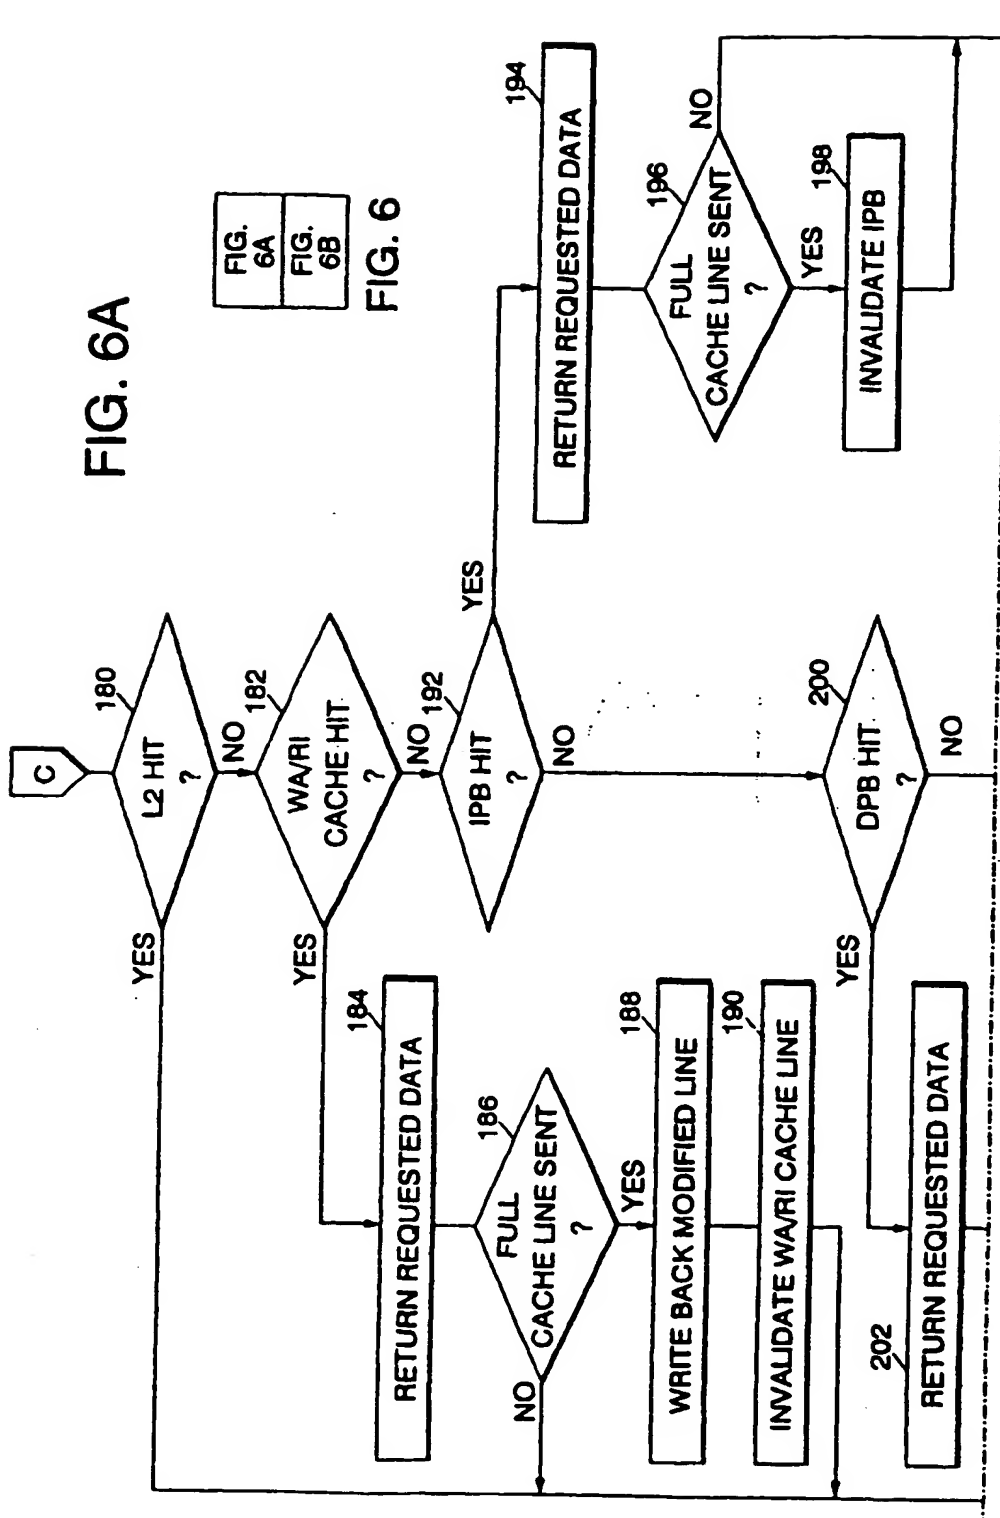 FIG. 6A
FIG.
6A
FIG.
6B
FIG. 6
C
180
L2 HIT
?
YES
NO
182
WA/RI
CACHE HIT
?
YES
NO
184
RETURN REQUESTED DATA
186
FULL
CACHE LINE SENT
?
NO
YES
188
WRITE BACK MODIFIED LINE
190
INVALIDATE WA/RI CACHE LINE
192
IPB HIT
?
YES
NO
194
RETURN REQUESTED DATA
196
FULL
CACHE LINE SENT
?
NO
YES
198
INVALIDATE IPB
200
DPB HIT
?
YES
NO
202
RETURN REQUESTED DATA